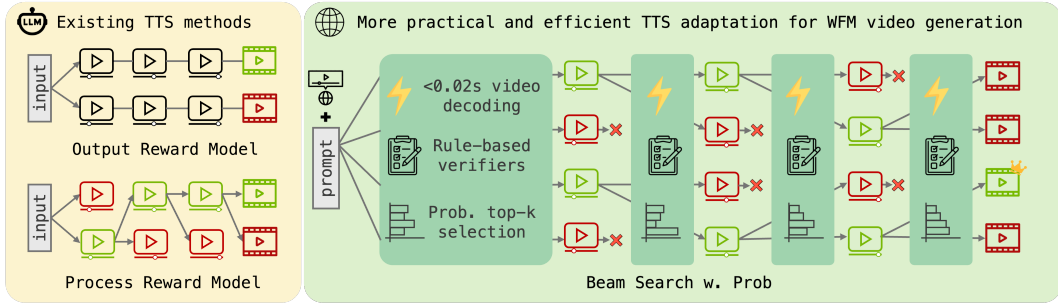 LLM
Existing TTS methods
input
Output Reward Model
input
Process Reward Model
More practical and efficient TTS adaptation for WFM video generation
+
prompt
<0.02s video
decoding
Rule-based
verifiers
Prob. top-k
selection
Beam Search w. Prob